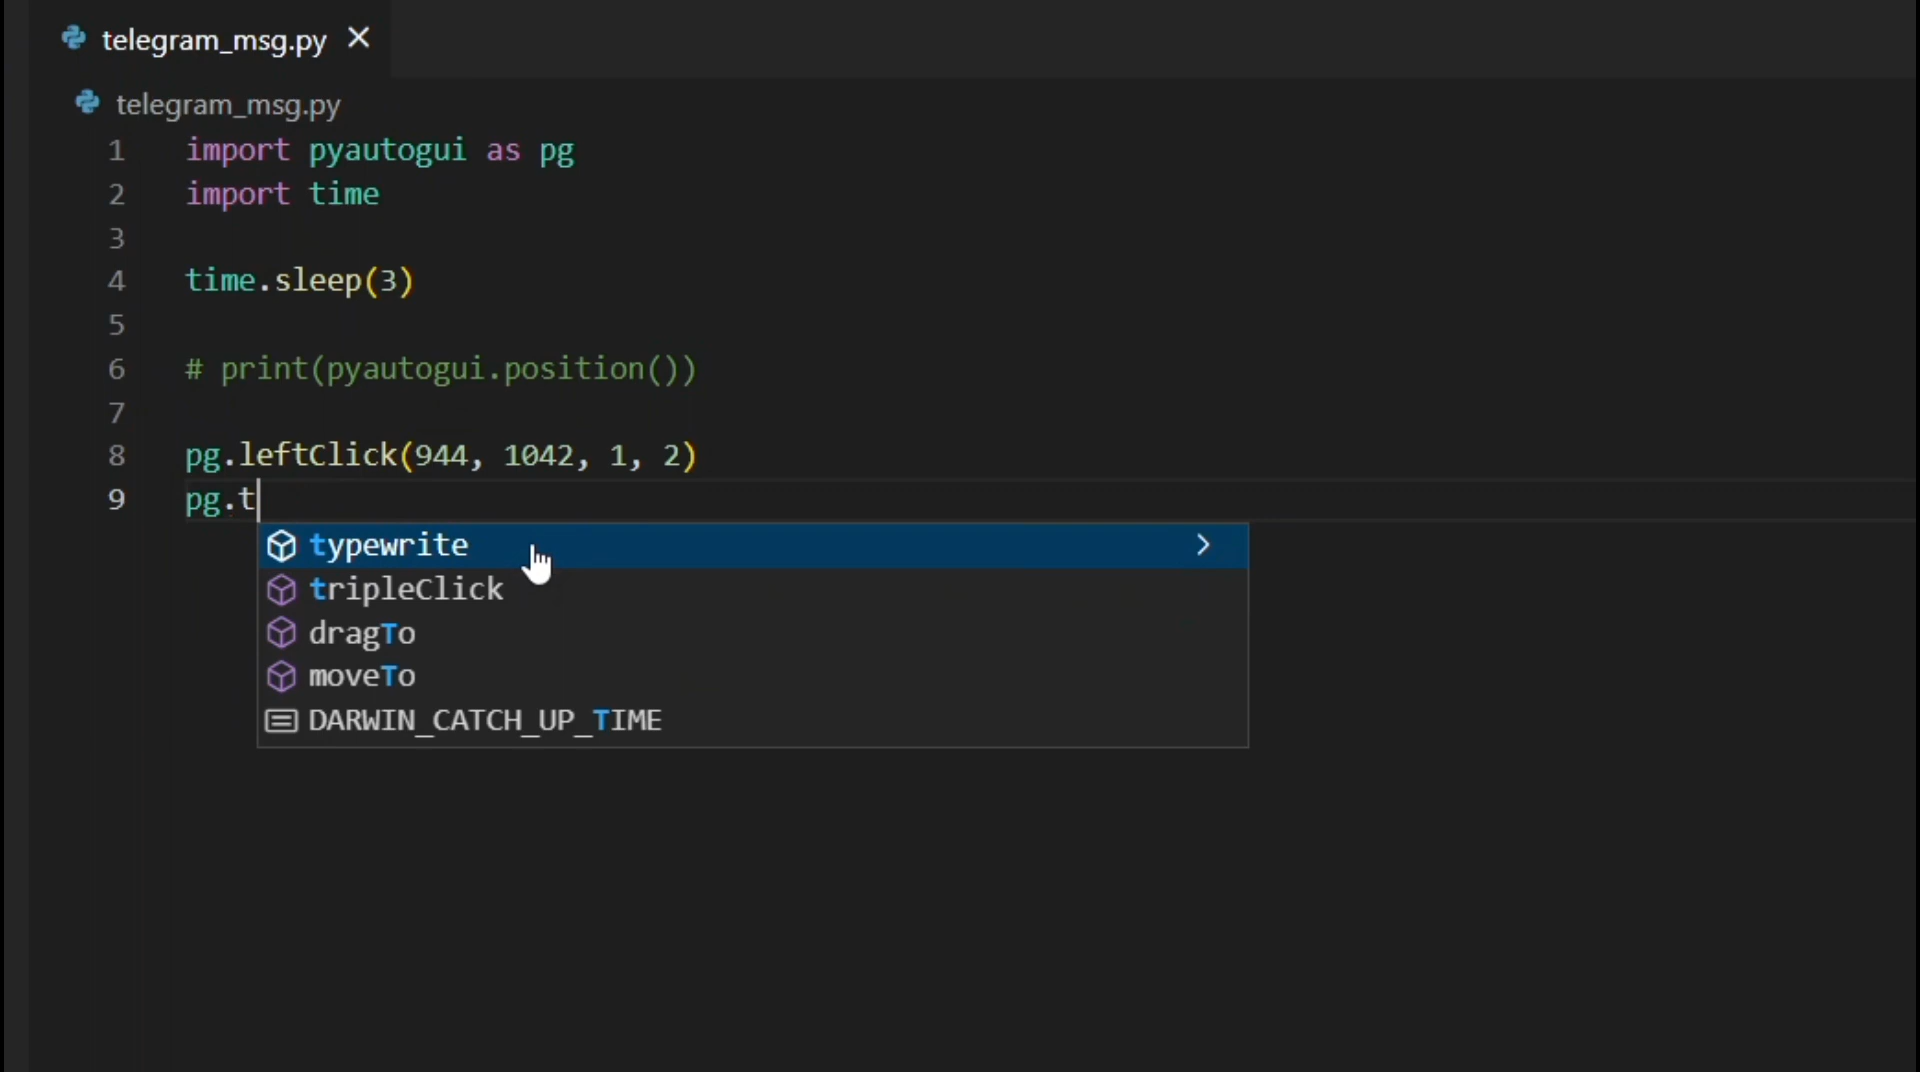 telegram_msg.py
telegram_msg.py
1 import pyautogui as pg
2 import time
3
4 time.sleep(3)
5
6 # print(pyautogui.position())
7
8 pg.leftClick(944, 1042, 1, 2)
9 pg.t
typewrite
tripleClick
dragTo
moveTo
DARWIN_CATCH_UP_TIME